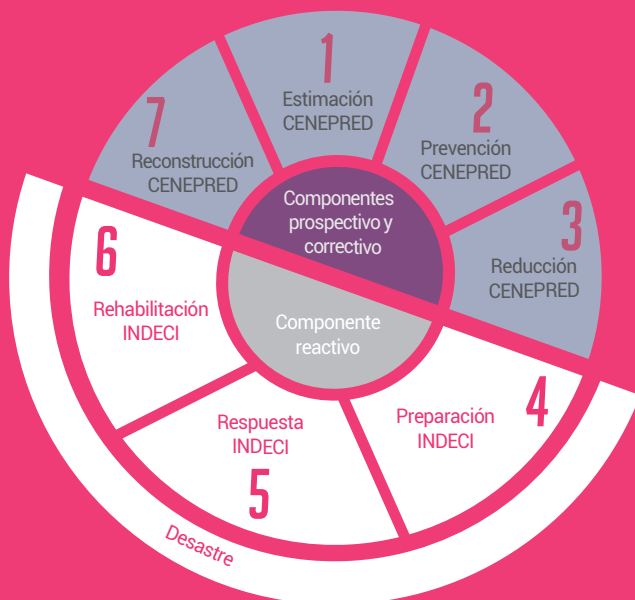 1
Estimación
CENEPRED
2
Prevención
CENEPRED
3
Reducción
CENEPRED
4
Preparación
INDECI
5
Respuesta
INDECI
6
Rehabilitación
INDECI
7
Reconstrucción
CENEPRED
Componentes
prospectivo y
correctivo
Componente
reactivo
Desastre